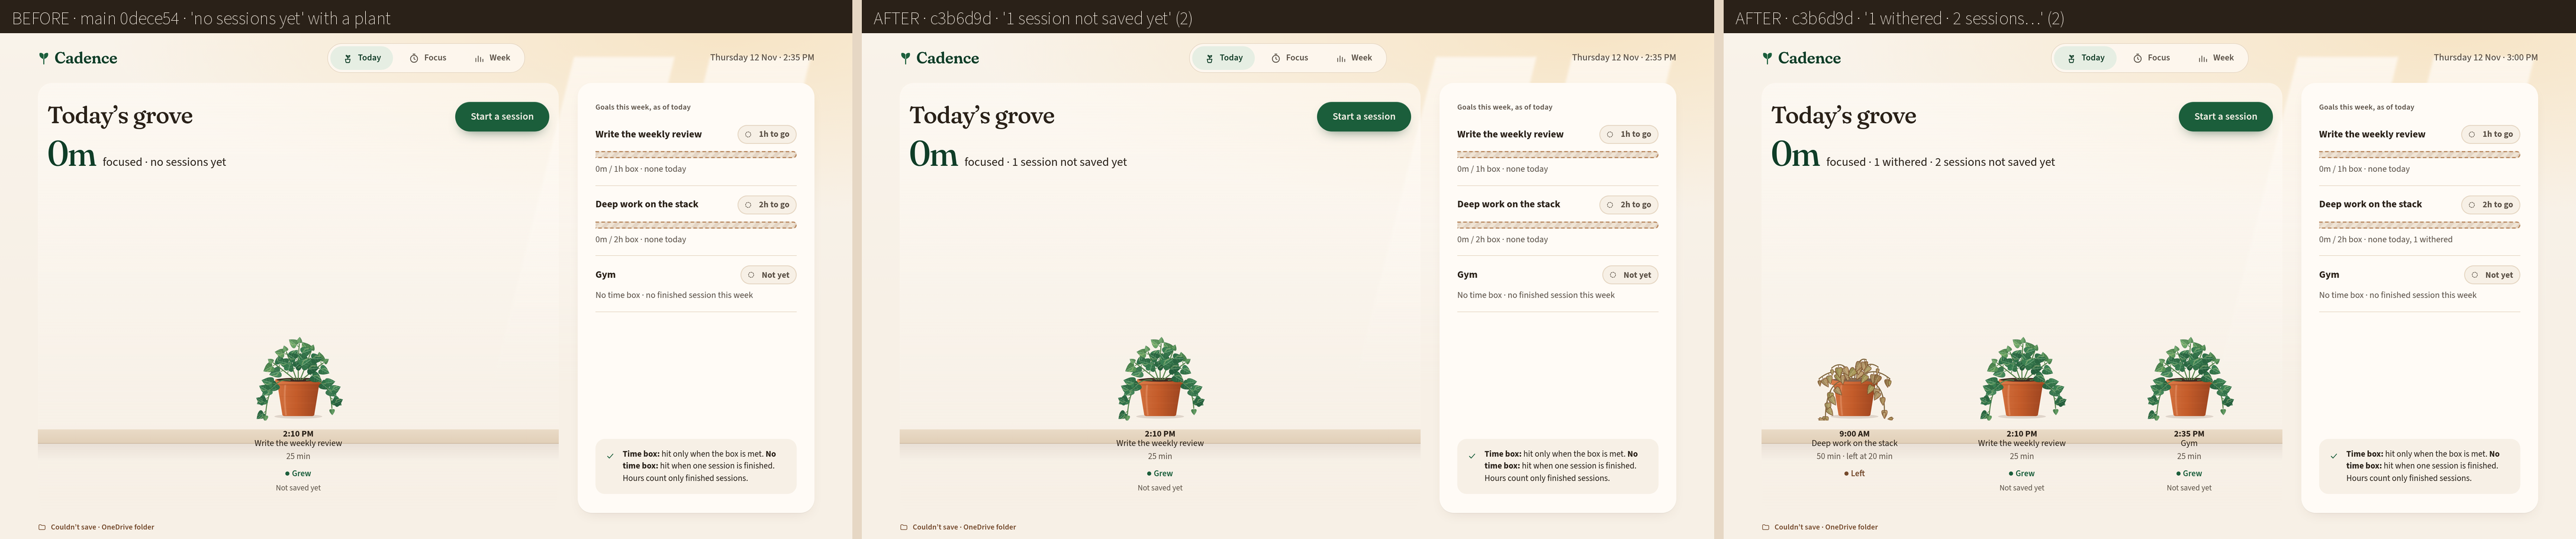 BEFORE · main 0dece54 · 'no sessions yet' with a plant
Cadence
Today
Focus
Week
Thursday 12 Nov · 2:35 PM
Today's grove
Start a session
0m focused · no sessions yet
2:10 PM
Write the weekly review
25 min
Grew
Not saved yet
Goals this week, as of today
Write the weekly review
1h to go
0m / 1h box · none today
Deep work on the stack
2h to go
0m / 2h box · none today
Gym
Not yet
No time box · no finished session this week
Time box: hit only when the box is met. No
time box: hit when one session is finished.
Hours count only finished sessions.
Couldn't save · OneDrive folder
AFTER · c3b6d9d · '1 session not saved yet' (2)
Cadence
Today
Focus
Week
Thursday 12 Nov · 2:35 PM
Today's grove
Start a session
0m focused · 1 session not saved yet
2:10 PM
Write the weekly review
25 min
Grew
Not saved yet
Goals this week, as of today
Write the weekly review
1h to go
0m / 1h box · none today
Deep work on the stack
2h to go
0m / 2h box · none today
Gym
Not yet
No time box · no finished session this week
Time box: hit only when the box is met. No
time box: hit when one session is finished.
Hours count only finished sessions.
Couldn't save · OneDrive folder
AFTER · c3b6d9d · '1 withered · 2 sessions…' (2)
Cadence
Today
Focus
Week
Thursday 12 Nov · 3:00 PM
Today's grove
Start a session
0m focused · 1 withered · 2 sessions not saved yet
9:00 AM
Deep work on the stack
50 min · left at 20 min
Left
2:10 PM
Write the weekly review
25 min
Grew
Not saved yet
2:35 PM
Gym
25 min
Grew
Not saved yet
Goals this week, as of today
Write the weekly review
1h to go
0m / 1h box · none today
Deep work on the stack
2h to go
0m / 2h box · none today, 1 withered
Gym
Not yet
No time box · no finished session this week
Time box: hit only when the box is met. No
time box: hit when one session is finished.
Hours count only finished sessions.
Couldn't save · OneDrive folder